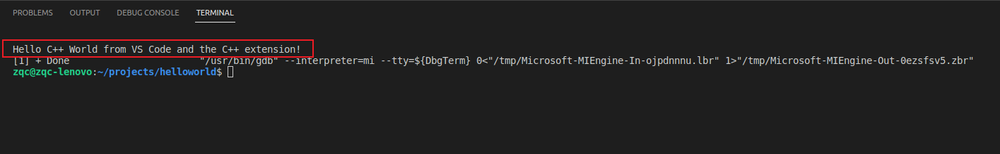 PROBLEMS OUTPUT DEBUG CONSOLE TERMINAL
Hello C++ World from VS Code and the C++ extension!
[1] + Done "/usr/bin/gdb" --interpreter=mi --tty=${DbgTerm} 0<"/tmp/Microsoft-MIEngine-In-ojpdnnnu.lbr" 1>"/tmp/Microsoft-MIEngine-Out-0ezsfsv5.zbr"
zqc@zqc-lenovo:~/projects/helloworld$